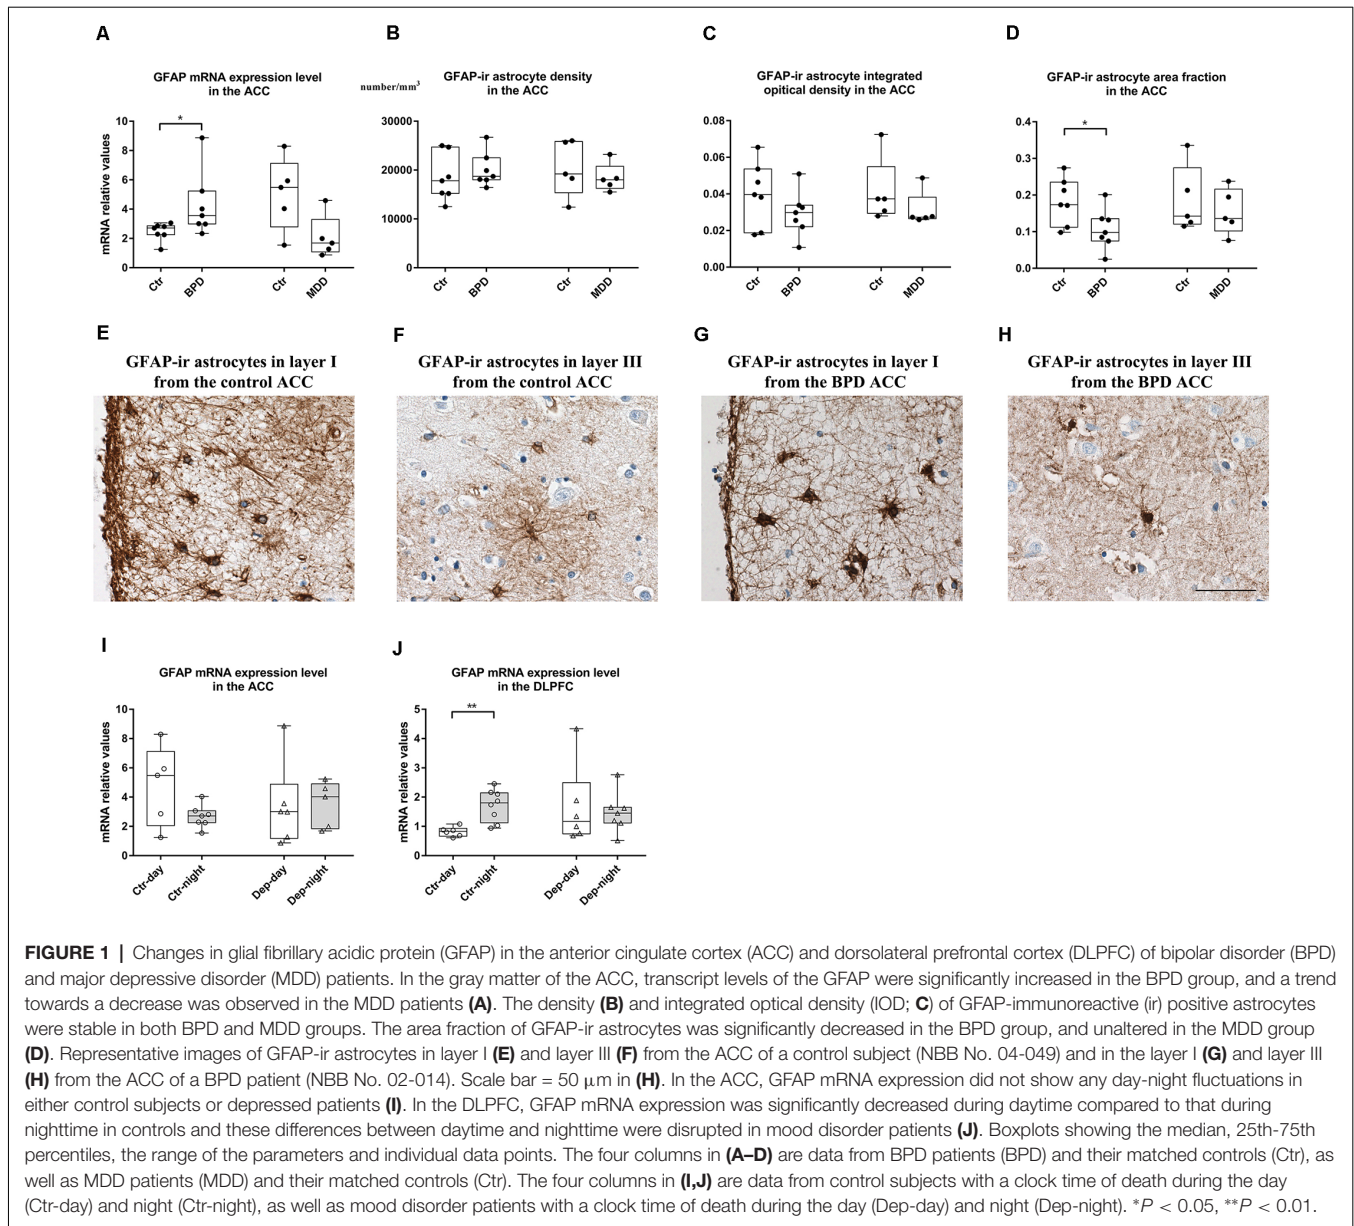 A
B
C
D
GFAP mRNA expression level
in the ACC
number/mm³
GFAP-ir astrocyte density
in the ACC
GFAP-ir astrocyte integrated
opitical density in the ACC
GFAP-ir astrocyte area fraction
in the ACC
mRNA relative values
10
8
6
4
2
0
*
Ctr
BPD
Ctr
MDD
30000
20000
10000
0
Ctr
BPD
Ctr
MDD
0.08
0.06
0.04
0.02
0.00
Ctr
BPD
Ctr
MDD
0.4
0.3
0.2
0.1
0.0
*
Ctr
BPD
Ctr
MDD
E
GFAP-ir astrocytes in layer I
from the control ACC
F
GFAP-ir astrocytes in layer III
from the control ACC
G
GFAP-ir astrocytes in layer I
from the BPD ACC
H
GFAP-ir astrocytes in layer III
from the BPD ACC
I
GFAP mRNA expression level
in the ACC
mRNA relative values
10
8
6
4
2
0
Ctr-day
Ctr-night
Dep-day
Dep-night
J
GFAP mRNA expression level
in the DLPFC
mRNA relative values
5
4
3
2
1
0
**
Ctr-day
Ctr-night
Dep-day
Dep-night
FIGURE 1 | Changes in glial fibrillary acidic protein (GFAP) in the anterior cingulate cortex (ACC) and dorsolateral prefrontal cortex (DLPFC) of bipolar disorder (BPD)
and major depressive disorder (MDD) patients. In the gray matter of the ACC, transcript levels of the GFAP were significantly increased in the BPD group, and a trend
towards a decrease was observed in the MDD patients (A). The density (B) and integrated optical density (IOD; C) of GFAP-immunoreactive (ir) positive astrocytes
were stable in both BPD and MDD groups. The area fraction of GFAP-ir astrocytes was significantly decreased in the BPD group, and unaltered in the MDD group
(D). Representative images of GFAP-ir astrocytes in layer I (E) and layer III (F) from the ACC of a control subject (NBB No. 04-049) and in the layer I (G) and layer III
(H) from the ACC of a BPD patient (NBB No. 02-014). Scale bar = 50 μm in (H). In the ACC, GFAP mRNA expression did not show any day-night fluctuations in
either control subjects or depressed patients (I). In the DLPFC, GFAP mRNA expression was significantly decreased during daytime compared to that during
nighttime in controls and these differences between daytime and nighttime were disrupted in mood disorder patients (J). Boxplots showing the median, 25th-75th
percentiles, the range of the parameters and individual data points. The four columns in (A–D) are data from BPD patients (BPD) and their matched controls (Ctr), as
well as MDD patients (MDD) and their matched controls (Ctr). The four columns in (I,J) are data from control subjects with a clock time of death during the day
(Ctr-day) and night (Ctr-night), as well as mood disorder patients with a clock time of death during the day (Dep-day) and night (Dep-night). *P < 0.05, **P < 0.01.